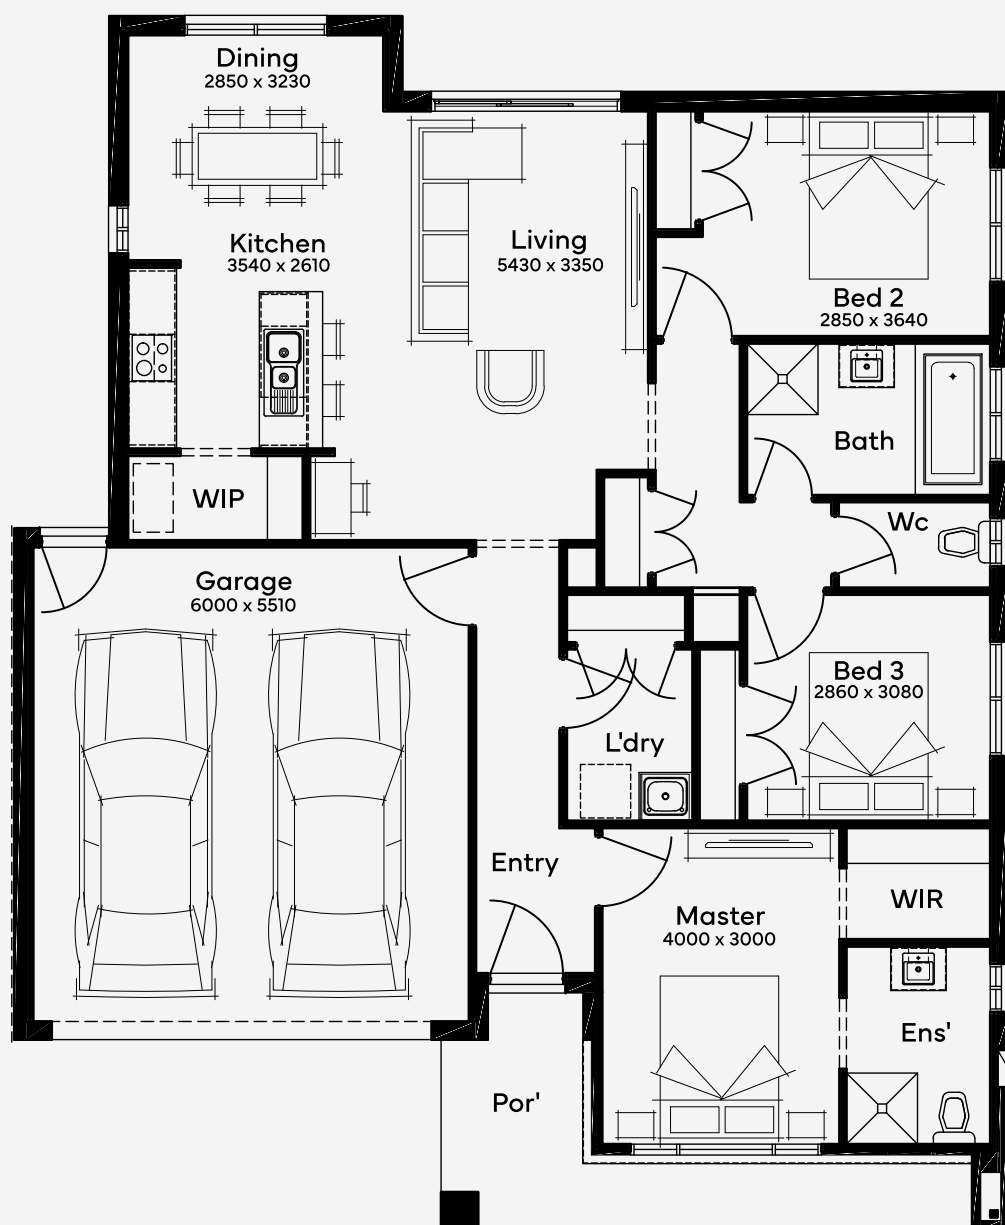 Dining
2850 x 3230
Kitchen
3540 x 2610
Living
5430 x 3350
Bed 2
2850 x 3640
Bath
WIP
Wc
Garage
6000 x 5510
Bed 3
2860 x 3080
L'dry
Entry
WIR
Master
4000 x 3000
Ens'
Por'